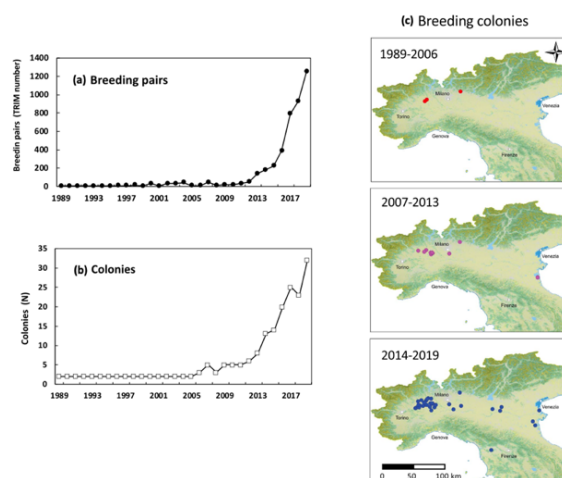 (c) Breeding colonies
(a) Breeding pairs
Breedin pairs (TRIM number)
1400
1200
1000
800
600
400
200
0
1989 1993 1997 2001 2005 2009 2013 2017
(b) Colonies
Colonies (N)
35
30
25
20
15
10
5
0
1989 1993 1997 2001 2005 2009 2013 2017
1989-2006
Milano
Torino
Venezia
Genova
Firenze
2007-2013
Milano
Torino
Venezia
Genova
Firenze
2014-2019
Milano
Torino
Venezia
Genova
Firenze
0 50 100 km